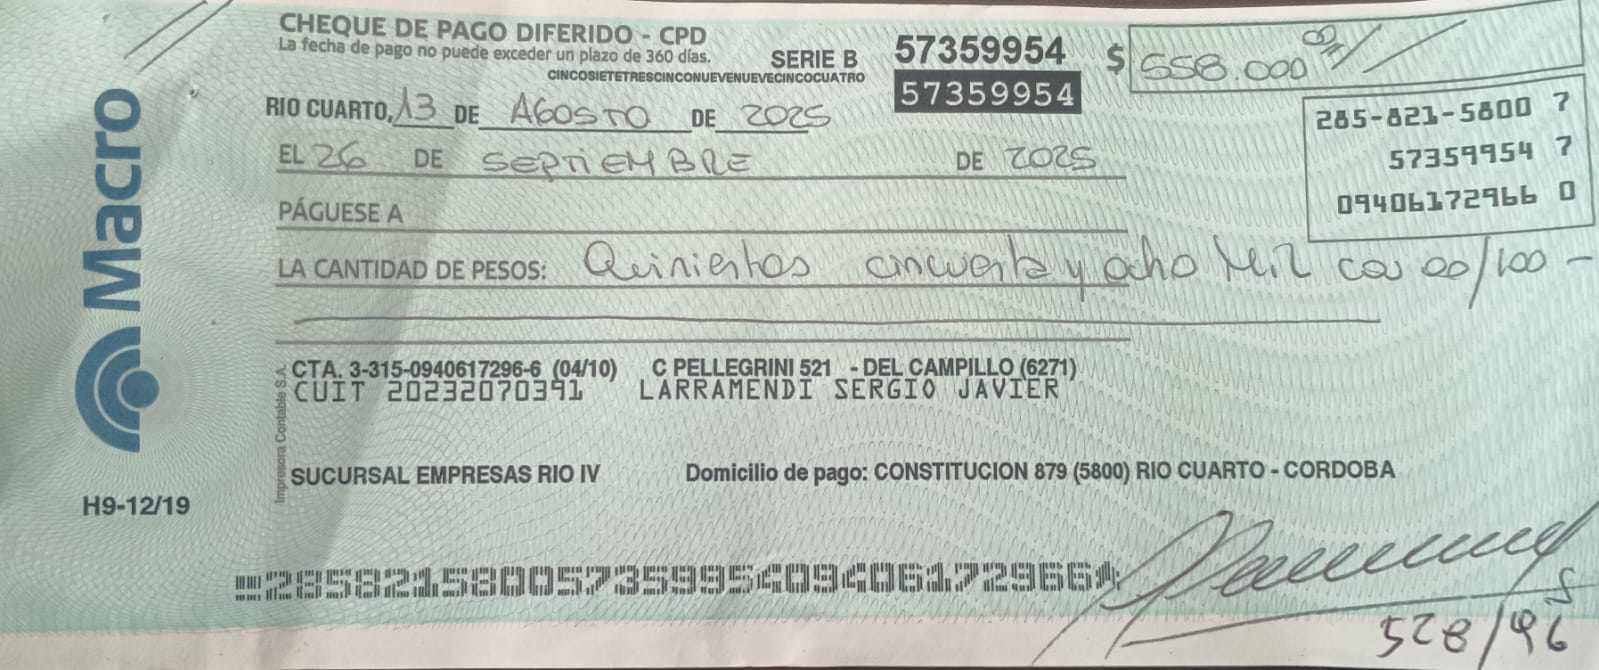 CHEQUE DE PAGO DIFERIDO - CPD
La fecha de pago no puede exceder un plazo de 360 días.
SERIE B 57359954 $ 558.000 00/
CINCOSIETETRESCINCONUEVENUEVECINCOCUATRO
57359954
RIO CUARTO, 13 DE AGOSTO DE 2025
285-821-5800 7
57359954 7
09406172966 0
EL 26 DE SEPTIEMBRE DE 2025
PÁGUESE A
LA CANTIDAD DE PESOS: Quinientos cincuenta y ocho Mil con 00/100 -
CTA. 3-315-0940617296-6 (04/10) C PELLEGRINI 521 - DEL CAMPILLO (6271)
CUIT 20232070391 LARRAMENDI SERGIO JAVIER
SUCURSAL EMPRESAS RIO IV Domicilio de pago: CONSTITUCION 879 (5800) RIO CUARTO - CORDOBA
Impresora Contable S.A.
Macro
H9-12/19
285821580057359954094061729664
528/96